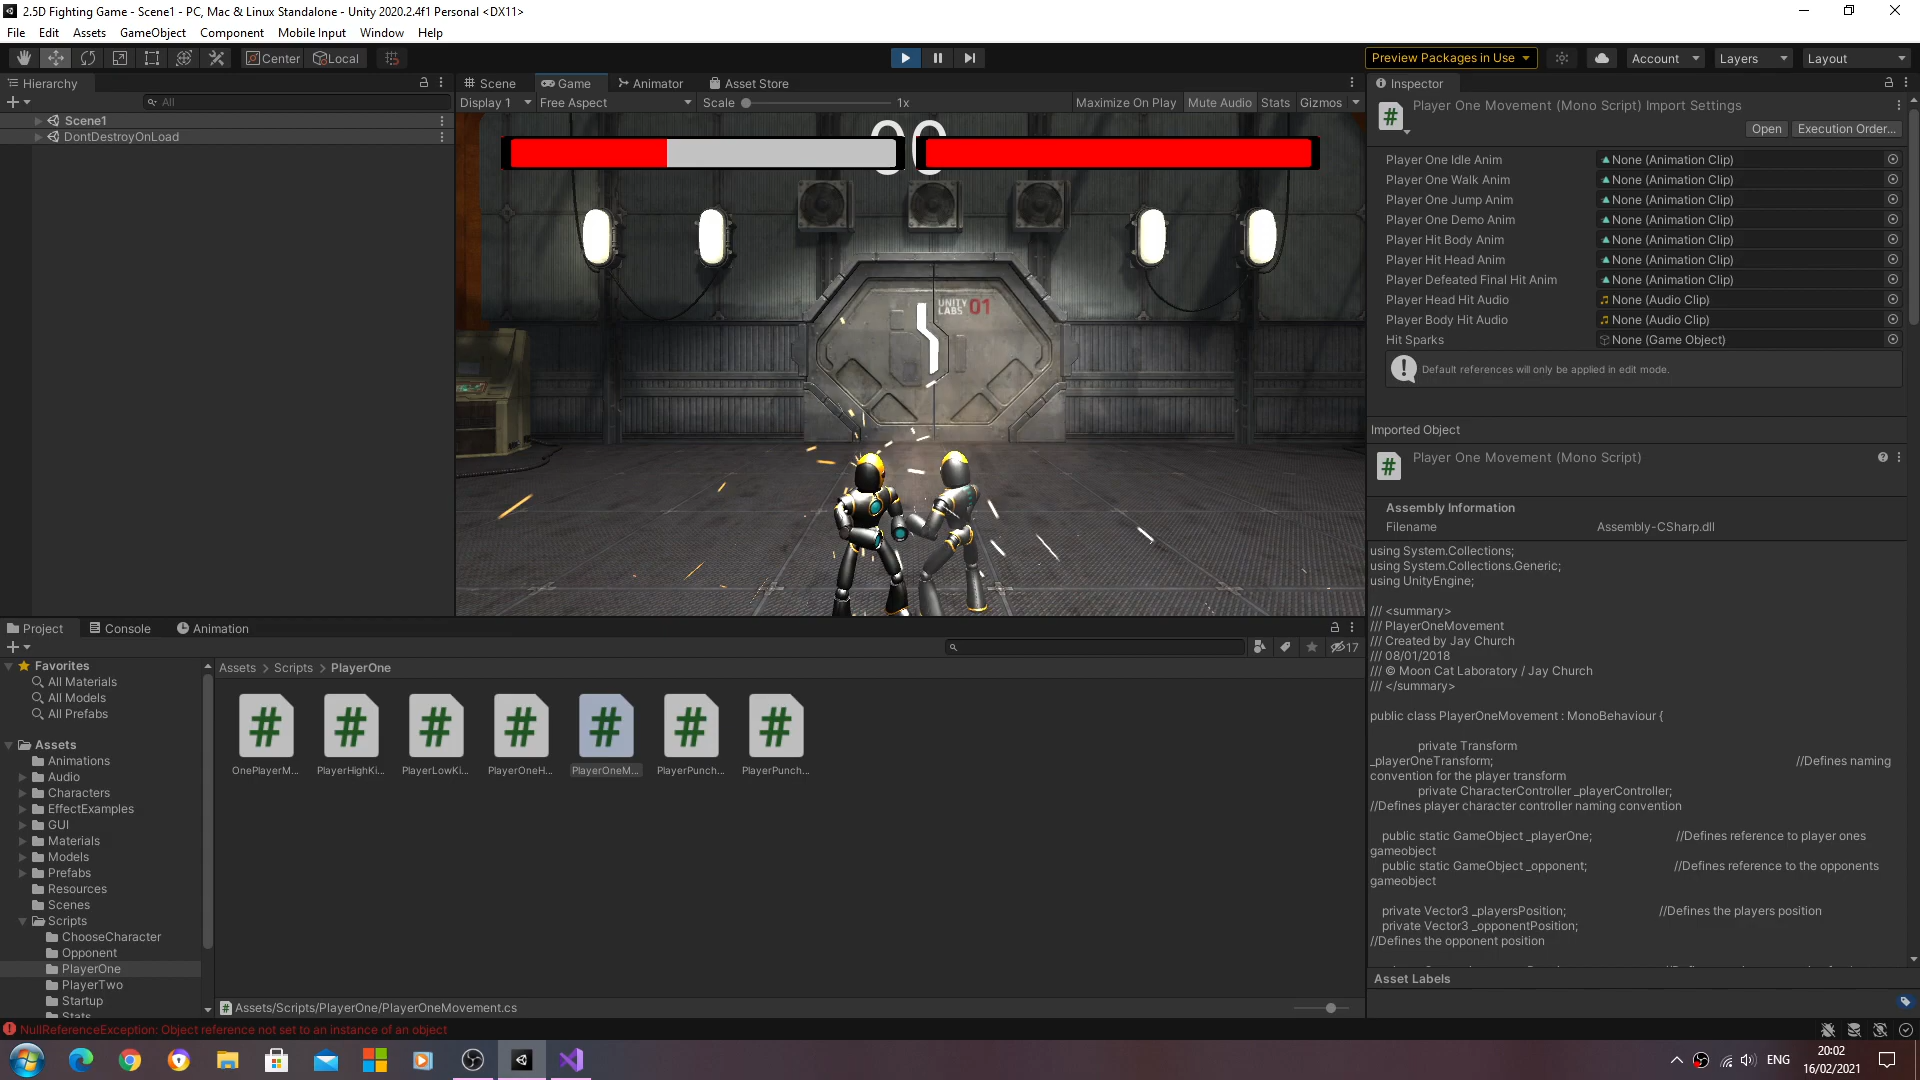 2.5D Fighting Game - Scene1 - PC, Mac & Linux Standalone - Unity 2020.2.4f1 Personal <DX11>
File Edit Assets GameObject Component Mobile Input Window Help
Center Local Preview Packages in Use Account Layers Layout
Hierarchy
All
Scene1
DontDestroyOnLoad
Scene Game Animator Asset Store
Display 1 Free Aspect Scale 1x Maximize On Play Mute Audio Stats Gizmos
00
UNITY LABS 01
Inspector
Player One Movement (Mono Script) Import Settings
Open Execution Order...
Player One Idle Anim None (Animation Clip)
Player One Walk Anim None (Animation Clip)
Player One Jump Anim None (Animation Clip)
Player One Demo Anim None (Animation Clip)
Player Hit Body Anim None (Animation Clip)
Player Hit Head Anim None (Animation Clip)
Player Defeated Final Hit Anim None (Animation Clip)
Player Head Hit Audio None (Audio Clip)
Player Body Hit Audio None (Audio Clip)
Hit Sparks None (Game Object)
Default references will only be applied in edit mode.
Imported Object
Player One Movement (Mono Script)
Assembly Information
Filename Assembly-CSharp.dll
using System.Collections;
using System.Collections.Generic;
using UnityEngine;
/// <summary>
/// PlayerOneMovement
/// Created by Jay Church
/// 08/01/2018
/// © Moon Cat Laboratory / Jay Church
/// </summary>
public class PlayerOneMovement : MonoBehaviour {
private Transform
_playerOneTransform; //Defines naming
convention for the player transform
private CharacterController _playerController;
//Defines player character controller naming convention
public static GameObject _playerOne; //Defines reference to player ones
gameobject
public static GameObject _opponent; //Defines reference to the opponents
gameobject
private Vector3 _playersPosition; //Defines the players position
private Vector3 _opponentPosition;
//Defines the opponent position
Asset Labels
Project Console Animation
17
Favorites
All Materials
All Models
All Prefabs
Assets
Animations
Audio
Characters
EffectExamples
GUI
Materials
Models
Prefabs
Resources
Scenes
Scripts
ChooseCharacter
Opponent
PlayerOne
PlayerTwo
Startup
Stats
Assets > Scripts > PlayerOne
OnePlayerM... PlayerHighKi... PlayerLowKi... PlayerOneH... PlayerOneM... PlayerPunch... PlayerPunch...
Assets/Scripts/PlayerOne/PlayerOneMovement.cs
NullReferenceException: Object reference not set to an instance of an object
ENG
20:02
16/02/2021